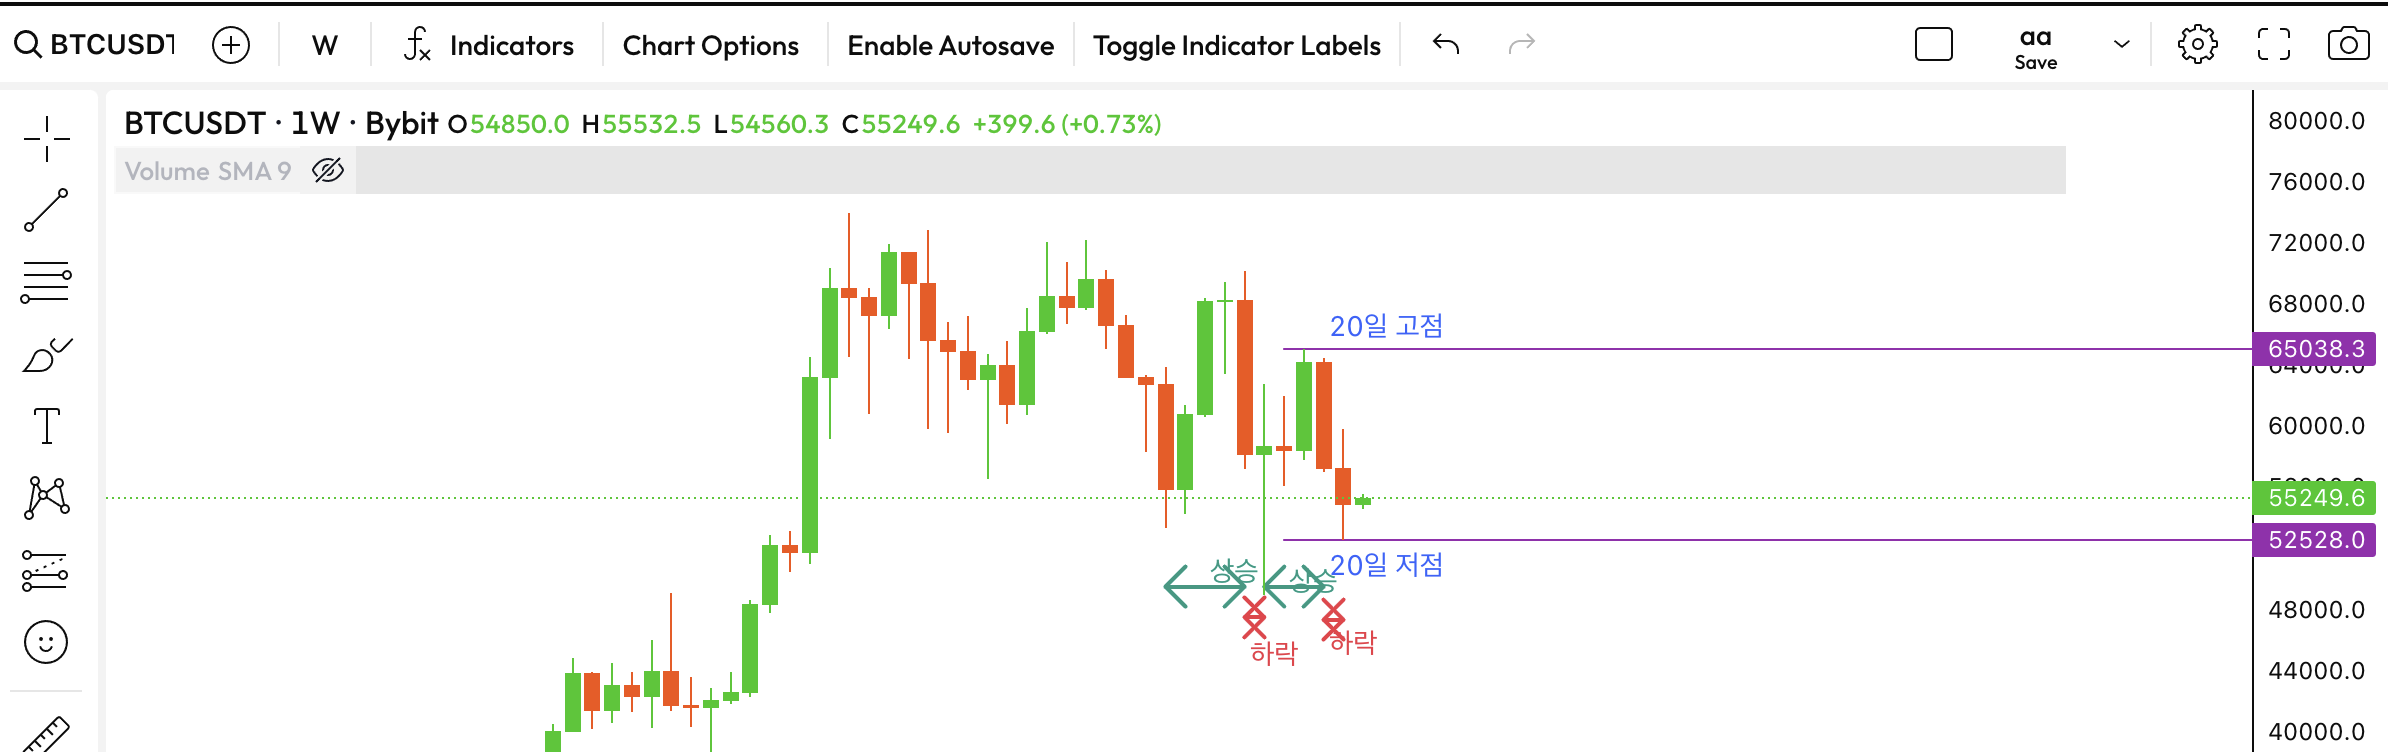 BTCUSDT
W
fx Indicators
Chart Options
Enable Autosave
Toggle Indicator Labels
aa
Save
BTCUSDT · 1W · Bybit O54850.0 H55532.5 L54560.3 C55249.6 +399.6 (+0.73%)
Volume SMA 9
80000.0
76000.0
72000.0
68000.0
20일 고점
65038.3
64000.0
60000.0
55249.6
52528.0
20일 저점
상승
상승
48000.0
하락
하락
44000.0
40000.0
T